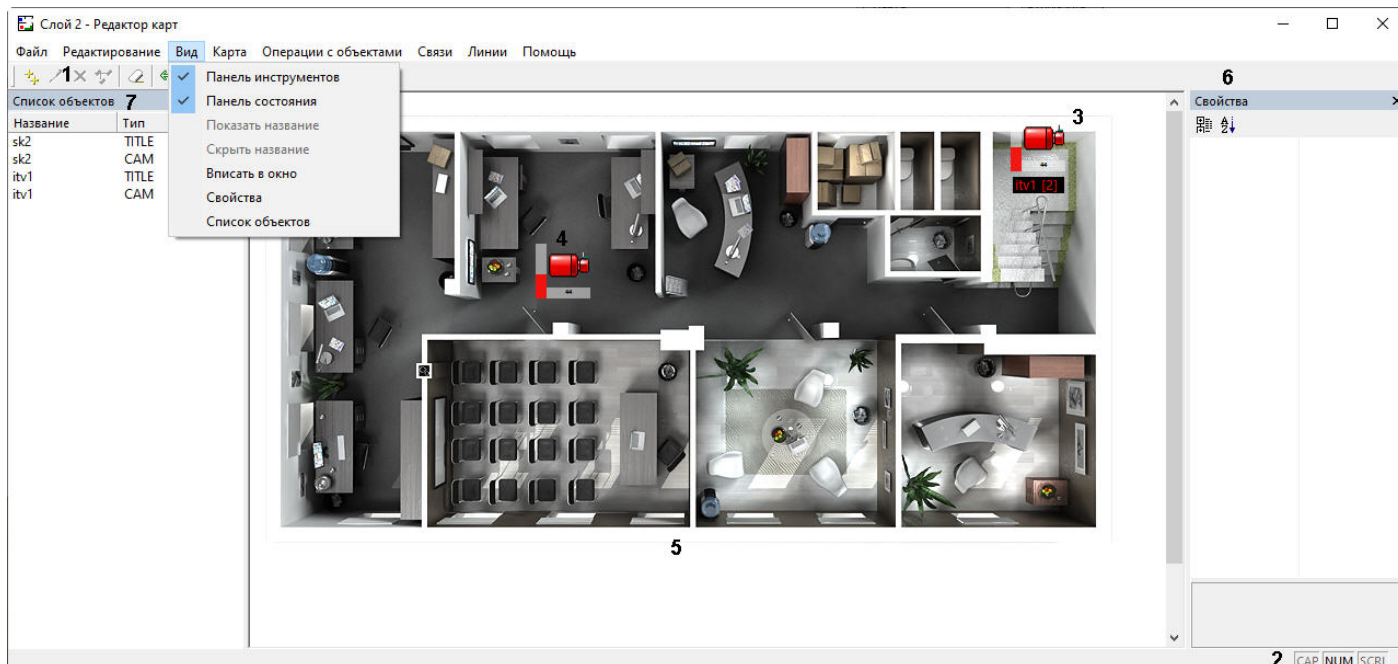 Слой 2 - Редактор карт
Файл Редактирование Вид Карта Операции с объектами Связи Линии Помощь
1
6
Список объектов 7
Свойства
Название Тип
sk2 TITLE
sk2 CAM
itv1 TITLE
itv1 CAM
Панель инструментов
Панель состояния
Показать название
Скрыть название
Вписать в окно
Свойства
Список объектов
3
itv1 [2]
4
5
2 CAP NUM SCRL